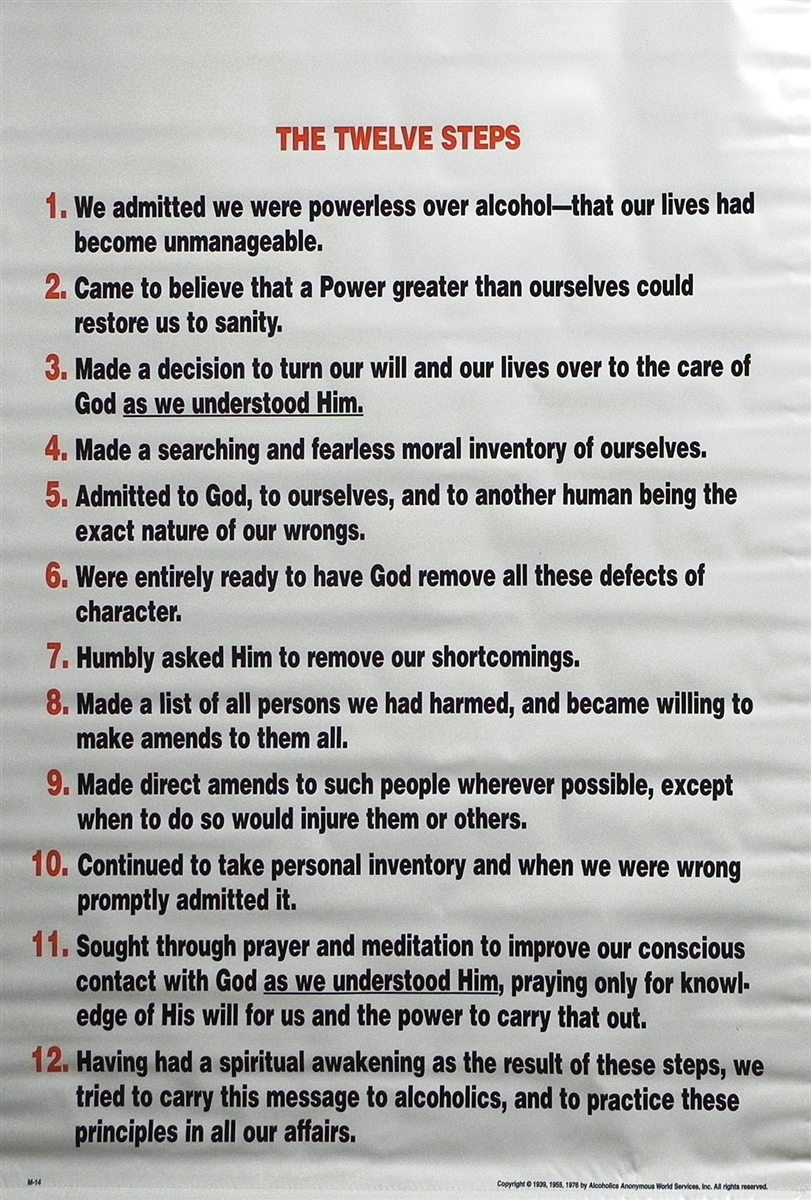 THE TWELVE STEPS
1. We admitted we were powerless over alcohol—that our lives had
become unmanageable.
2. Came to believe that a Power greater than ourselves could
restore us to sanity.
3. Made a decision to turn our will and our lives over to the care of
God as we understood Him.
4. Made a searching and fearless moral inventory of ourselves.
5. Admitted to God, to ourselves, and to another human being the
exact nature of our wrongs.
6. Were entirely ready to have God remove all these defects of
character.
7. Humbly asked Him to remove our shortcomings.
8. Made a list of all persons we had harmed, and became willing to
make amends to them all.
9. Made direct amends to such people wherever possible, except
when to do so would injure them or others.
10. Continued to take personal inventory and when we were wrong
promptly admitted it.
11. Sought through prayer and meditation to improve our conscious
contact with God as we understood Him, praying only for knowl-
edge of His will for us and the power to carry that out.
12. Having had a spiritual awakening as the result of these steps, we
tried to carry this message to alcoholics, and to practice these
principles in all our affairs.
M-14
Copyright © 1939, 1955, 1976 by Alcoholics Anonymous World Services, Inc. All rights reserved.